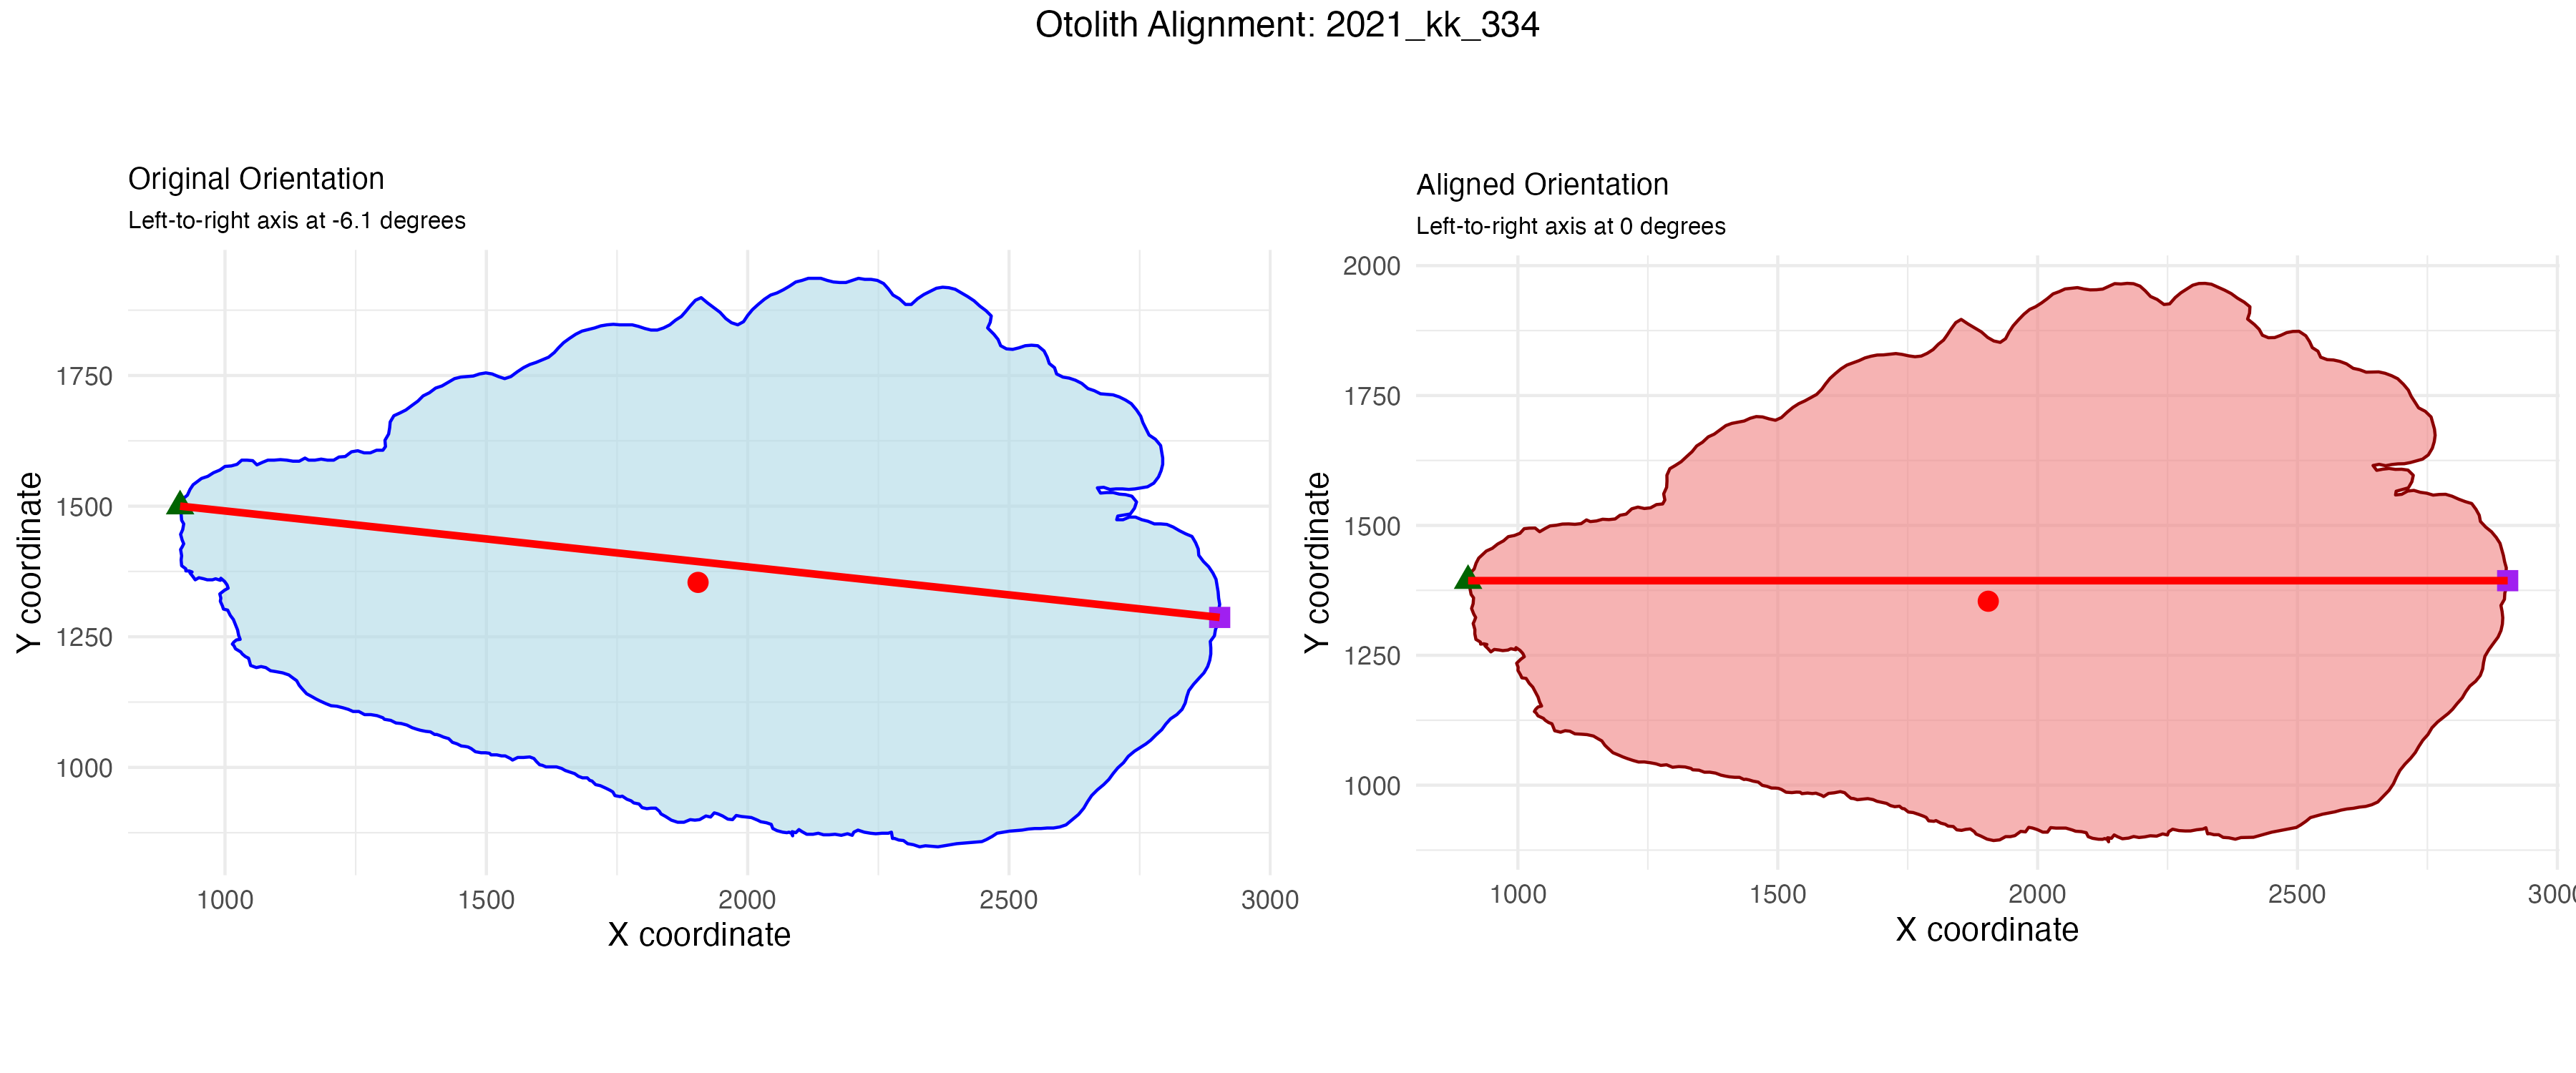 Otolith Alignment: 2021_kk_334
Original Orientation
Left-to-right axis at -6.1 degrees
1750
1500
1250
1000
Y coordinate
1000 1500 2000 2500 3000
X coordinate
Aligned Orientation
Left-to-right axis at 0 degrees
2000
1750
1500
1250
1000
Y coordinate
1000 1500 2000 2500 300
X coordinate